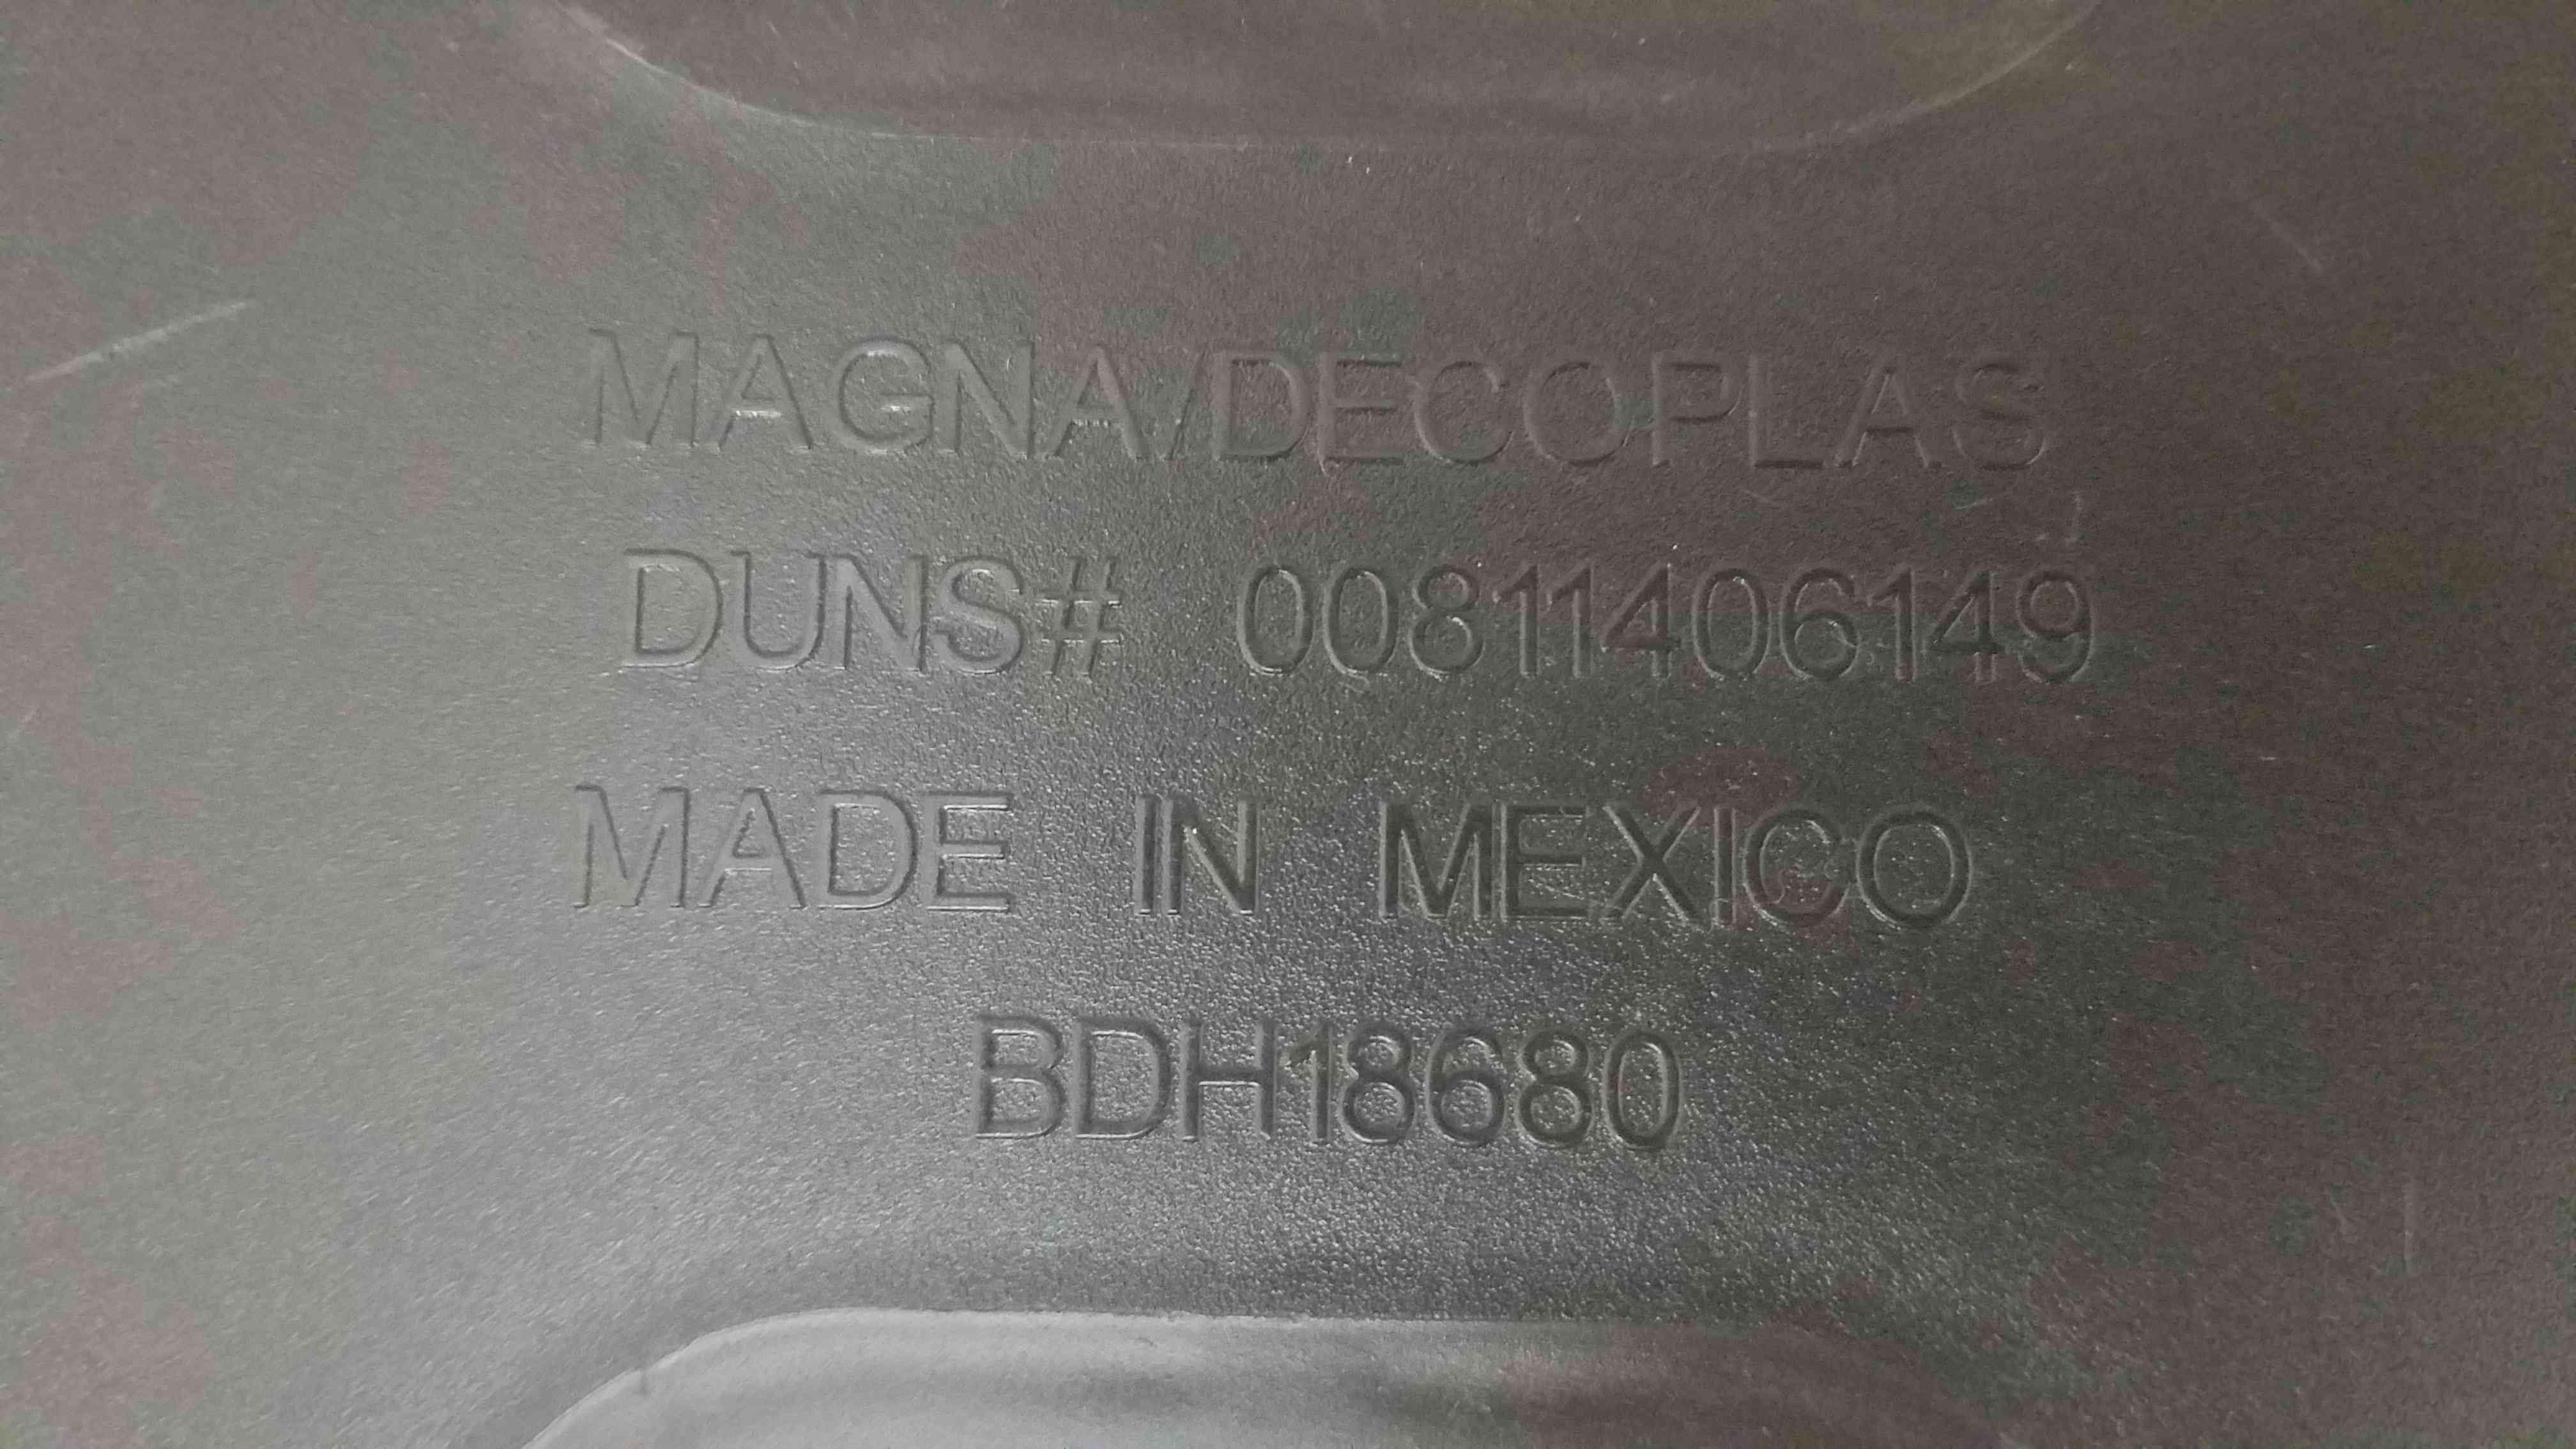 MAGNA/DECOPLAS
DUNS# 00811406149
MADE IN MEXICO
BDH18680